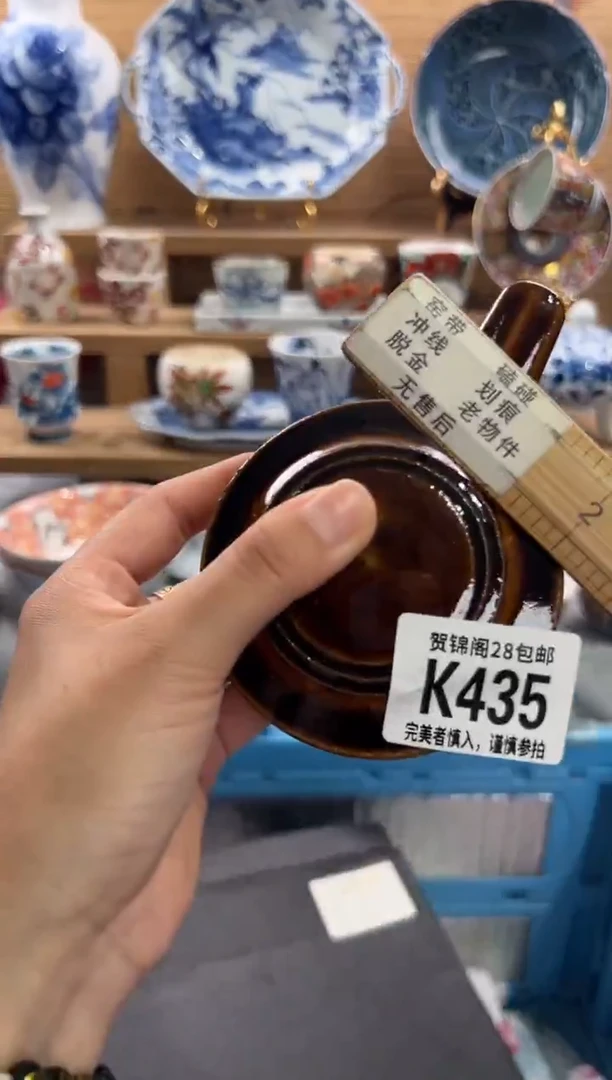 窑带 磕碰
冲线 划痕
脱金 老物件
无售后
2
贺锦阁28包邮
K435
完美者慎入，谨慎参拍